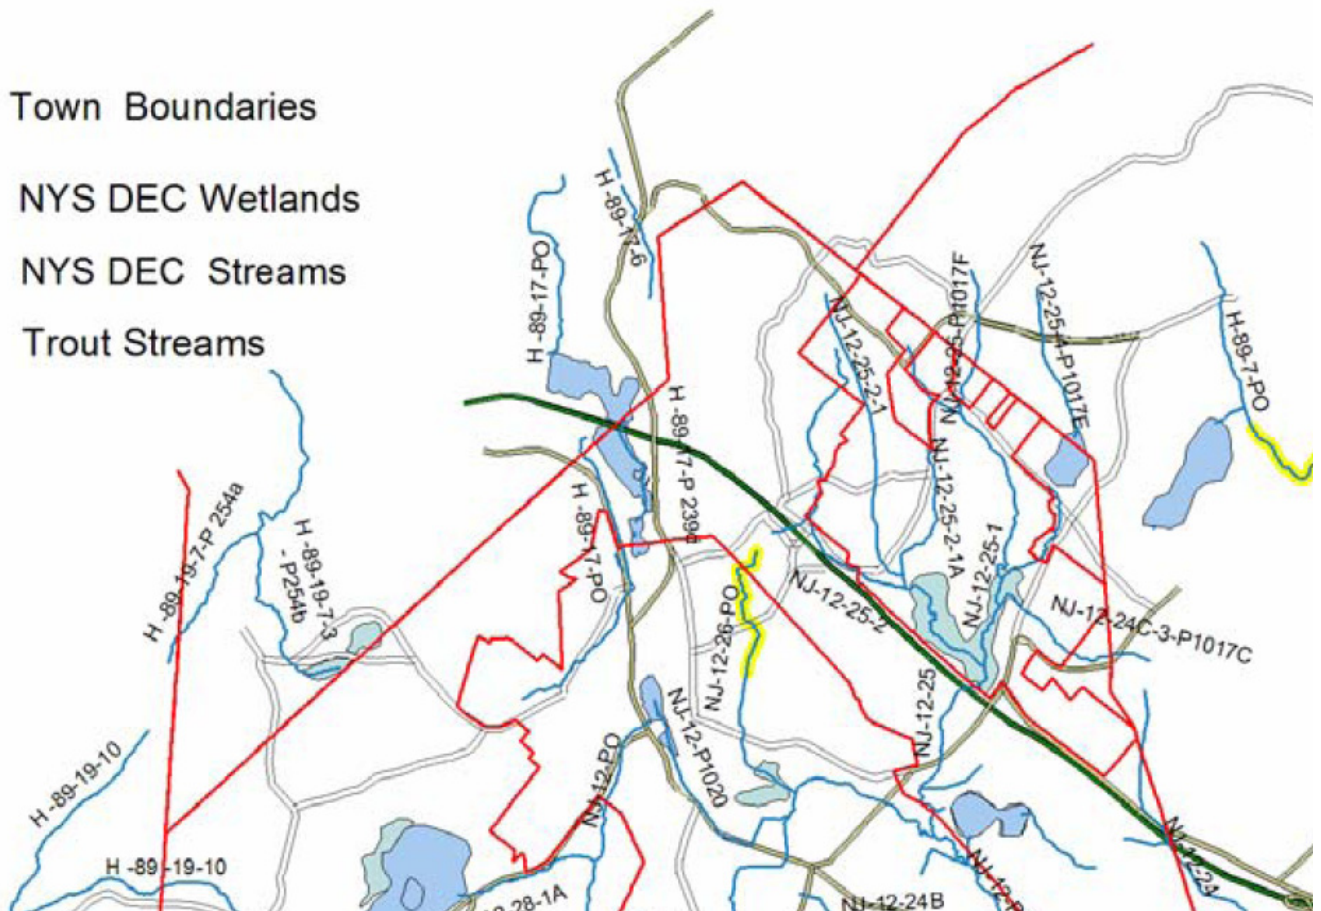 Town Boundaries
NYS DEC Wetlands
NYS DEC Streams
Trout Streams
H -89-17-6
H -89-17-PO
NJ-12-25-P1017F
NJ-12-25-4-P1017E
H-89-7-PO
NJ-12-25-2-1
H -89-17-P 239a
NJ-12-25-2-1A
NJ-12-25-1
H -89-17-PO
H -89-19-7-P 254a
H -89-19-7-3
- P254b
NJ-12-25-2
NJ-12-24C-3-P1017C
NJ-12-26-PO
NJ-12-25
NJ-12-P1020
NJ-12-PO
H -89-19-10
H -89-19-10
NJ-12-24
NJ-12-24B